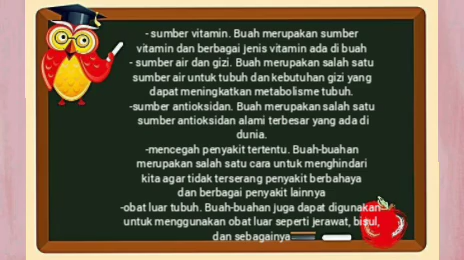 - sumber vitamin. Buah merupakan sumber
vitamin dan berbagai jenis vitamin ada di buah
- sumber air dan gizi. Buah merupakan salah satu
sumber air untuk tubuh dan kebutuhan gizi yang
dapat meningkatkan metabolisme tubuh.
-sumber antioksidan. Buah merupakan salah satu
sumber antioksidan alami terbesar yang ada di
dunia.
-mencegah penyakit tertentu. Buah-buahan
merupakan salah satu cara untuk menghindari
kita agar tidak terserang penyakit berbahaya
dan berbagai penyakit lainnya
-obat luar tubuh. Buah-buahan juga dapat digunakan
untuk menggunakan obat luar seperti jerawat, bisul,
dan sebagainya